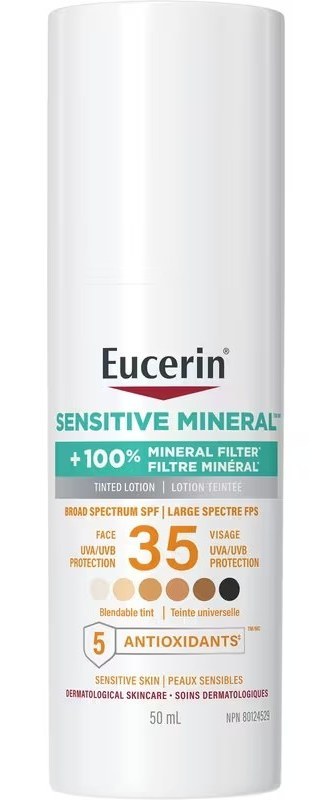 Eucerin®
SENSITIVE MINERAL™
+100% MINERAL FILTER*
FILTRE MINÉRAL*
TINTED LOTION | LOTION TEINTÉE
BROAD SPECTRUM SPF | LARGE SPECTRE FPS
FACE
UVA/UVB
PROTECTION
35
VISAGE
UVA/UVB
PROTECTION
Blendable tint | Teinte universelle
5 ANTIOXIDANTS‡
SENSITIVE SKIN | PEAUX SENSIBLES
DERMATOLOGICAL SKINCARE • SOINS DERMATOLOGIQUES
50 mL NPN 80124529